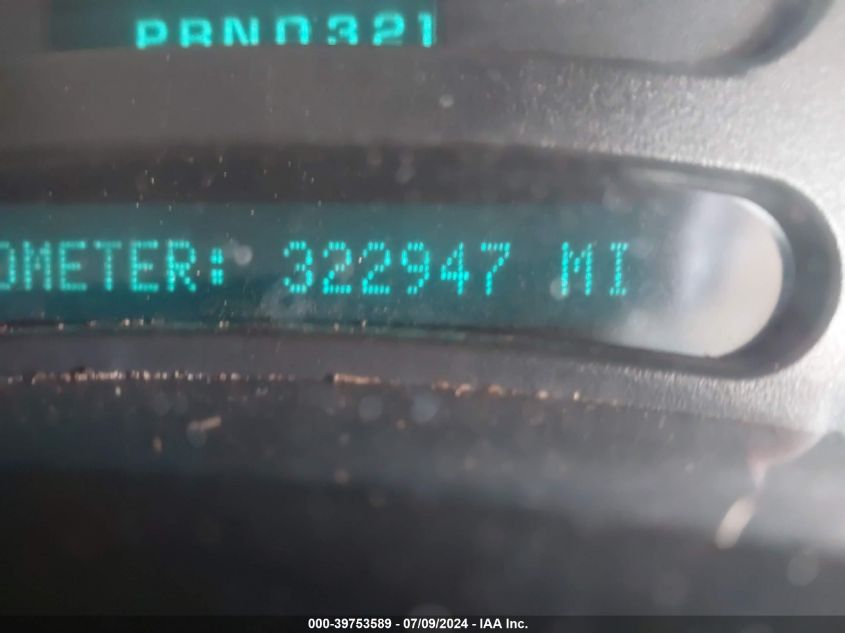 PRND321
OMETER: 322947 MI
000-39753589 - 07/09/2024 - IAA Inc.